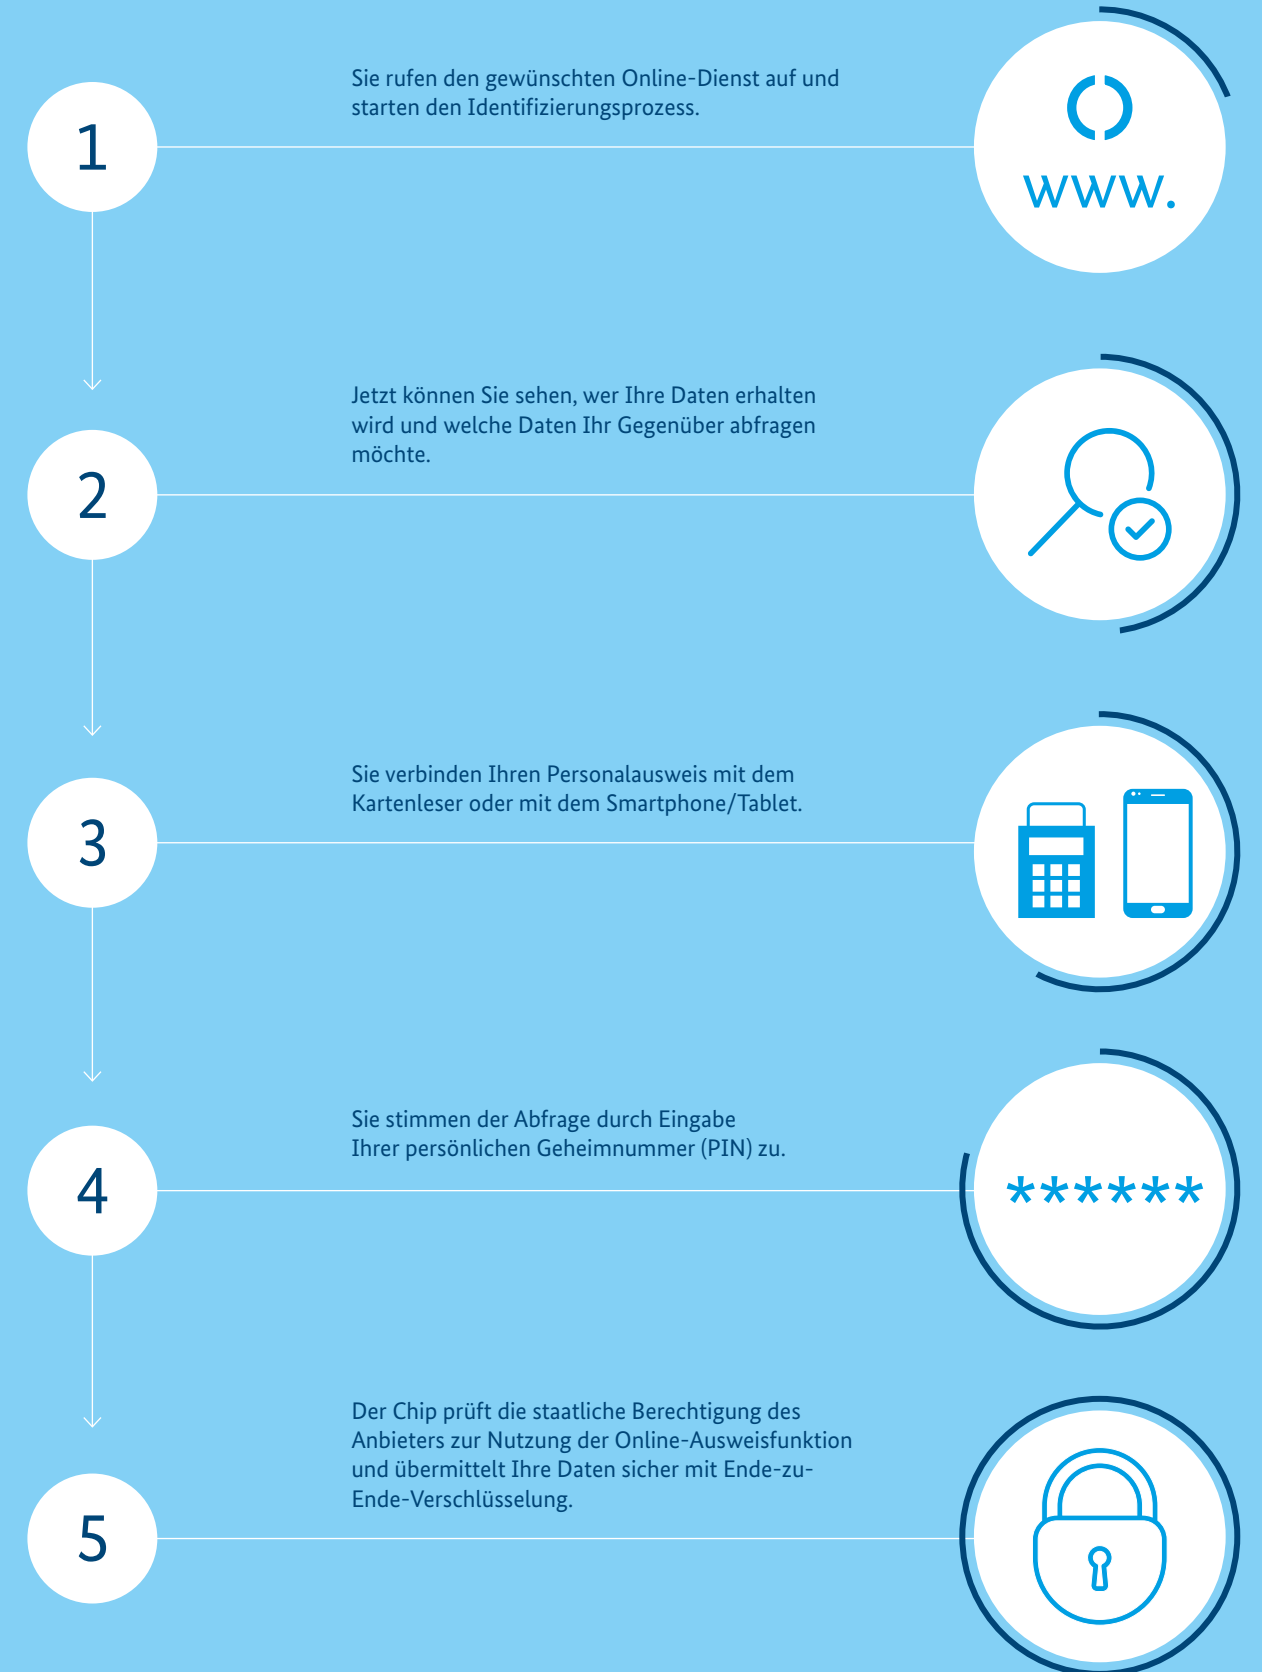 Sie rufen den gewünschten Online-Dienst auf und
starten den Identifizierungsprozess.
1
www.
Jetzt können Sie sehen, wer Ihre Daten erhalten
wird und welche Daten Ihr Gegenüber abfragen
möchte.
2
Sie verbinden Ihren Personalausweis mit dem
Kartenleser oder mit dem Smartphone/Tablet.
3
Sie stimmen der Abfrage durch Eingabe
Ihrer persönlichen Geheimnummer (PIN) zu.
4
******
Der Chip prüft die staatliche Berechtigung des
Anbieters zur Nutzung der Online-Ausweisfunktion
und übermittelt Ihre Daten sicher mit Ende-zu-
Ende-Verschlüsselung.
5